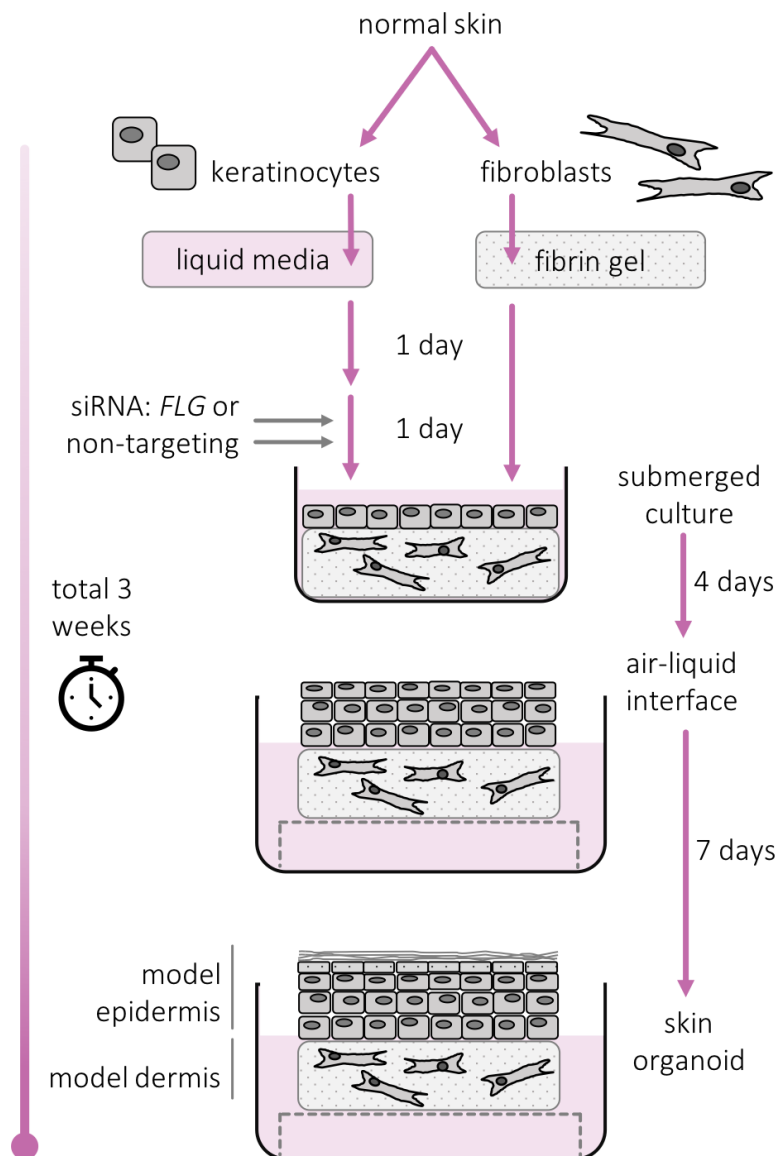 normal skin
keratinocytes
fibroblasts
liquid media
fibrin gel
1 day
siRNA: FLG or
non-targeting
1 day
submerged
culture
total 3
weeks
4 days
air-liquid
interface
7 days
model
epidermis
skin
organoid
model dermis